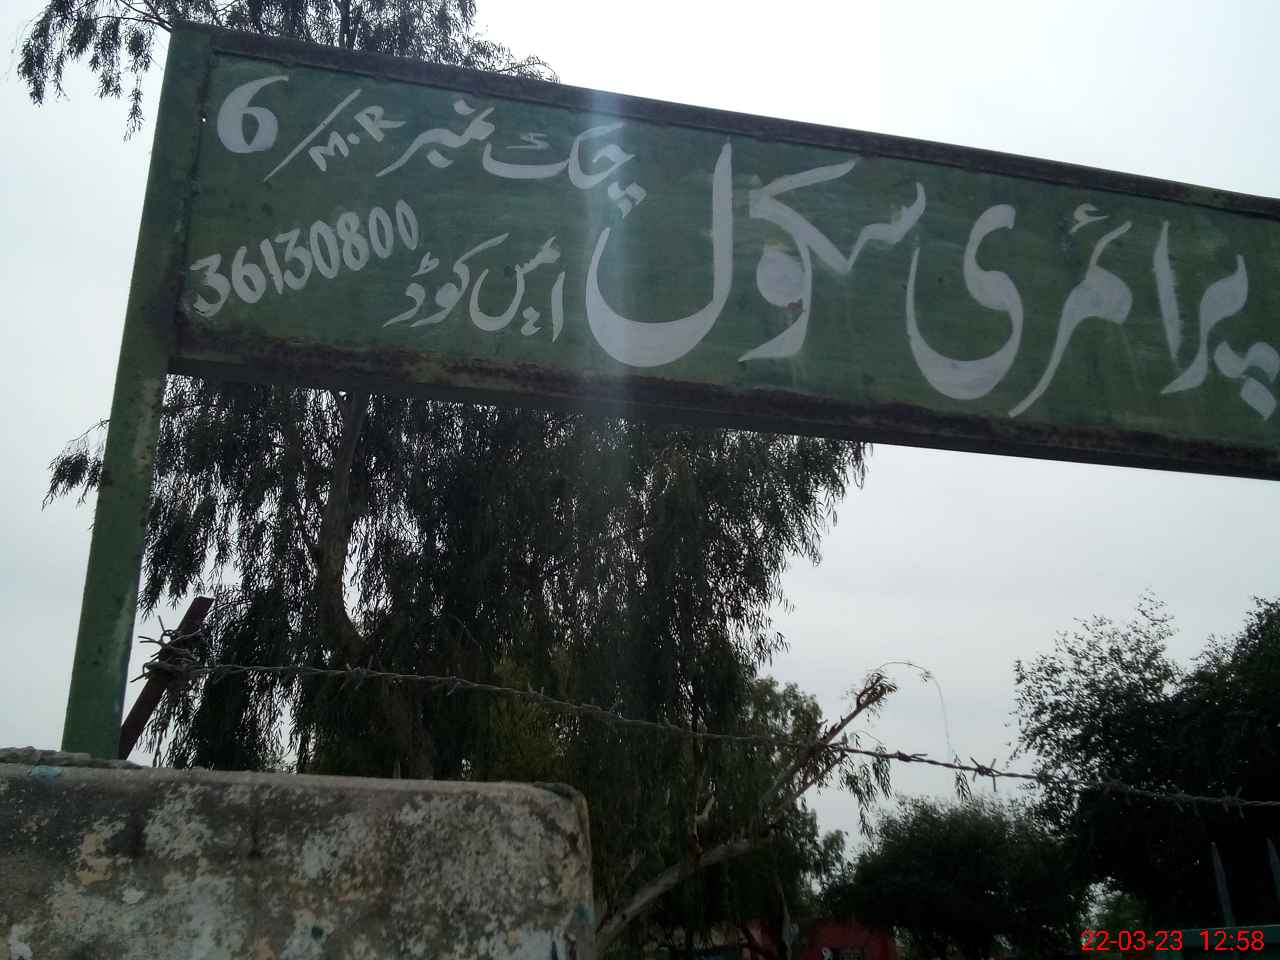 پرائمری سکول
چک نمبر 6/M.R
ایمس کوڈ
36130800
22-03-23 12:58